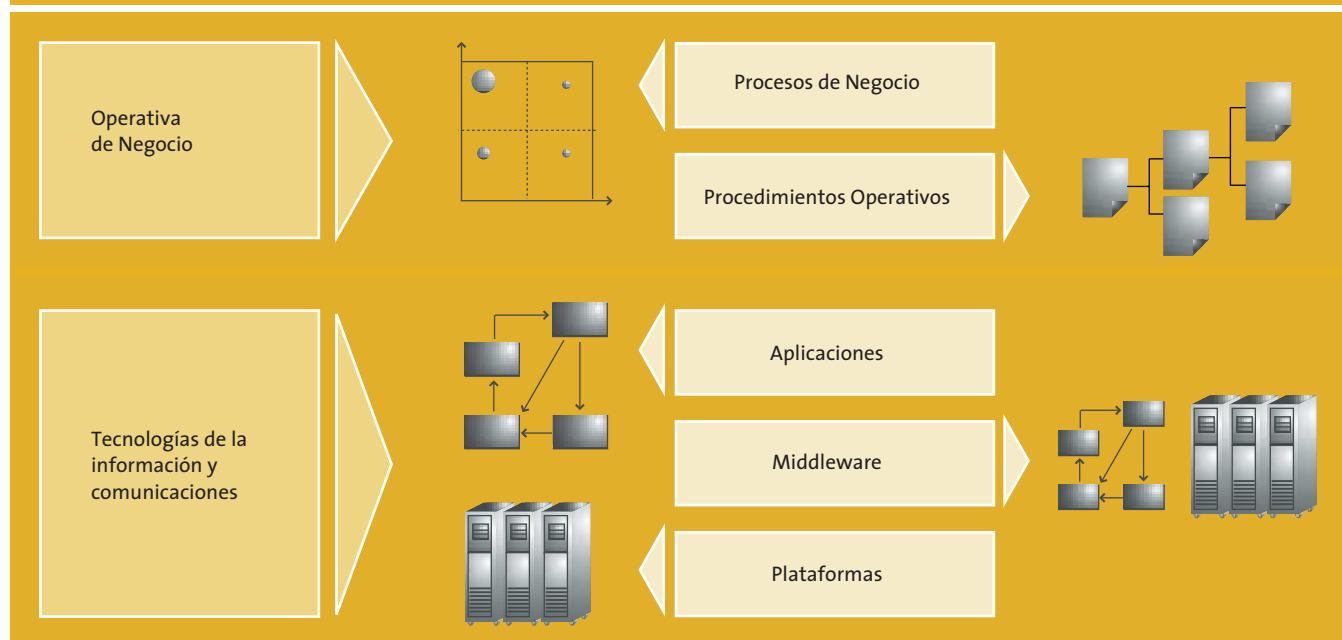 Operativa
de Negocio
Procesos de Negocio
Procedimientos Operativos
Tecnologías de la
información y
comunicaciones
Aplicaciones
Middleware
Plataformas